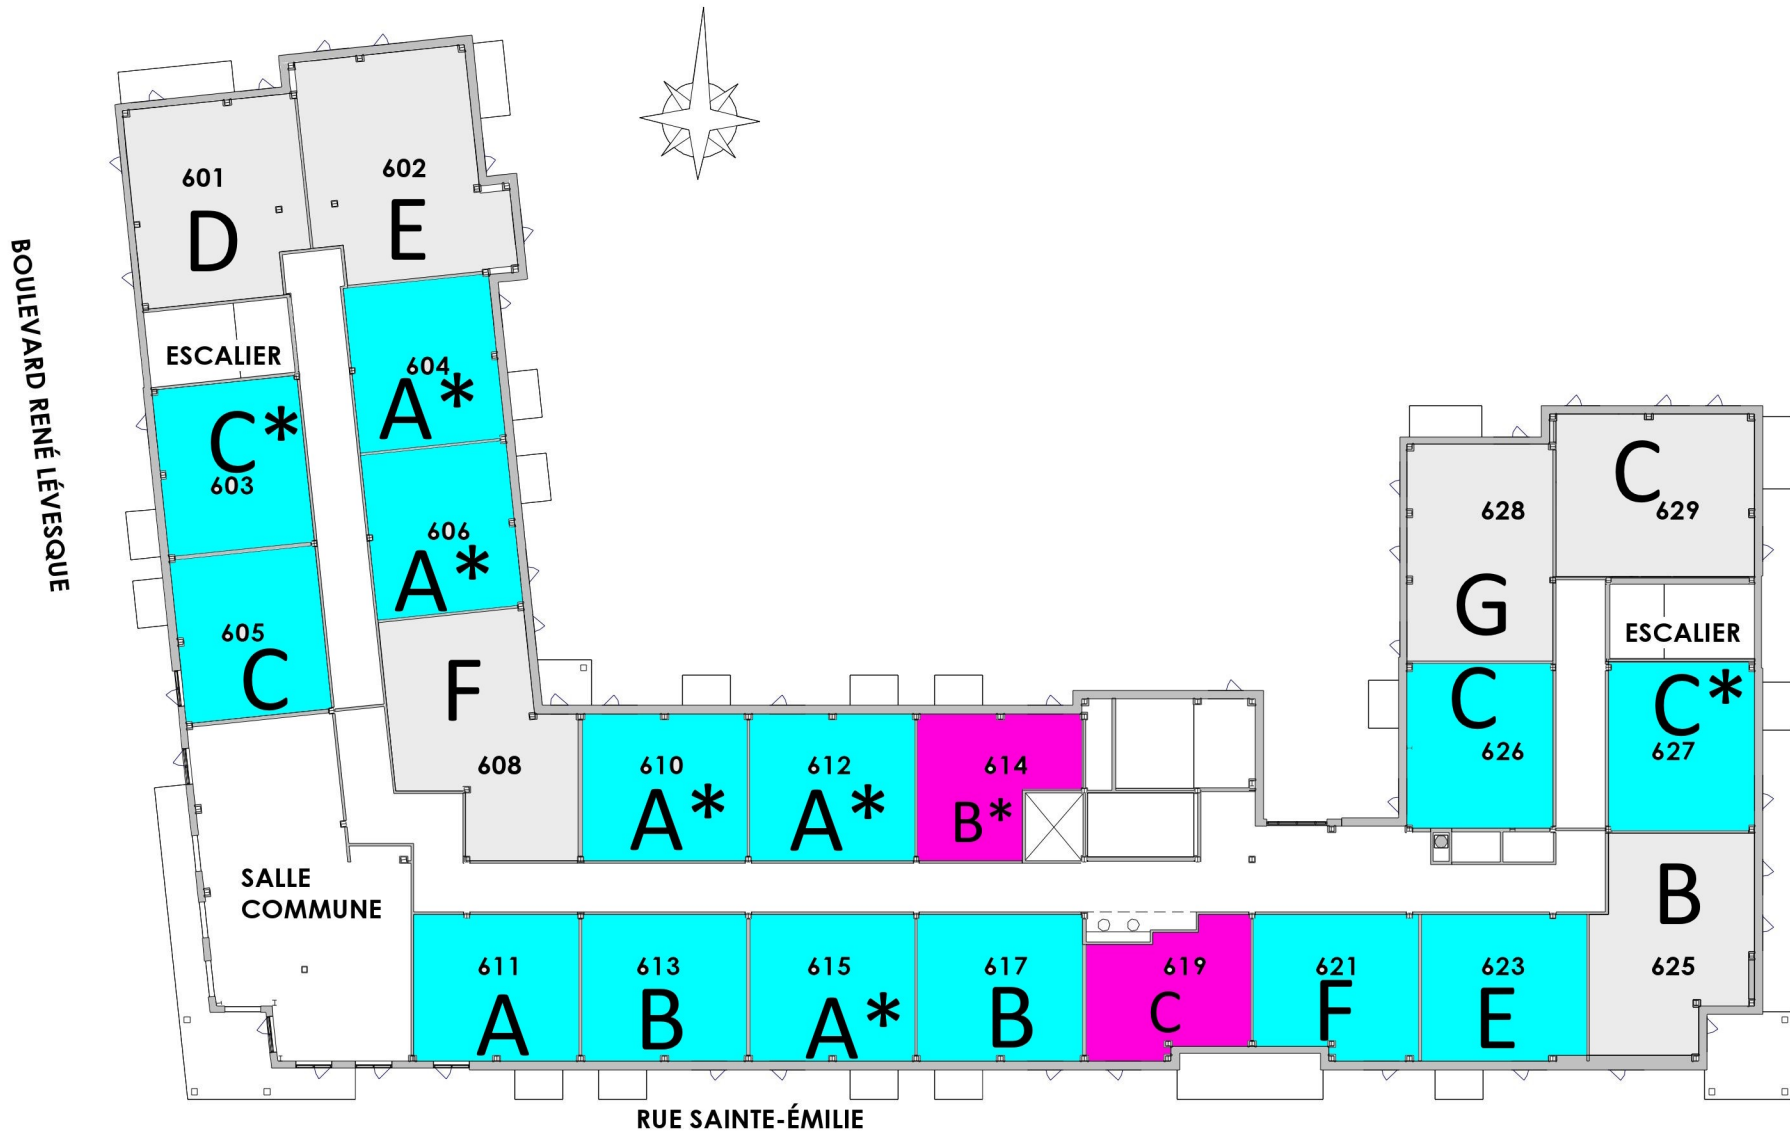 601
D
602
E
BOULEVARD RENÉ LÉVESQUE
ESCALIER
604
A*
C*
603
606
A*
605
C
F
608
610
A*
612
A*
614
B*
C
629
628
G
ESCALIER
C
626
C*
627
SALLE
COMMUNE
611
A
613
B
615
A*
617
B
619
C
621
F
623
E
B
625
RUE SAINTE-ÉMILIE